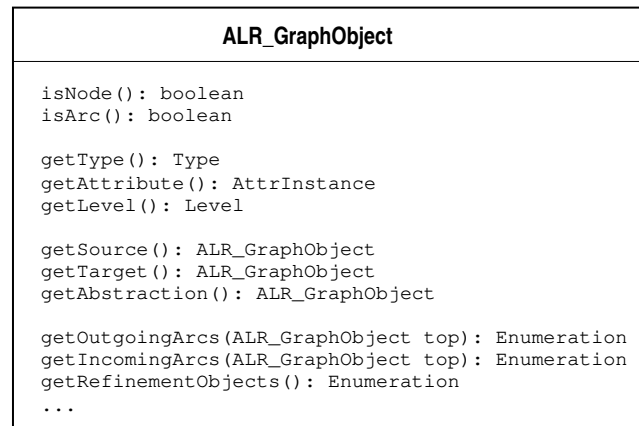 ALR_GraphObject
isNode(): boolean
isArc(): boolean
getType(): Type
getAttribute(): AttrInstance
getLevel(): Level
getSource(): ALR_GraphObject
getTarget(): ALR_GraphObject
getAbstraction(): ALR_GraphObject
getOutgoingArcs(ALR_GraphObject top): Enumeration
getIncomingArcs(ALR_GraphObject top): Enumeration
getRefinementObjects(): Enumeration
...